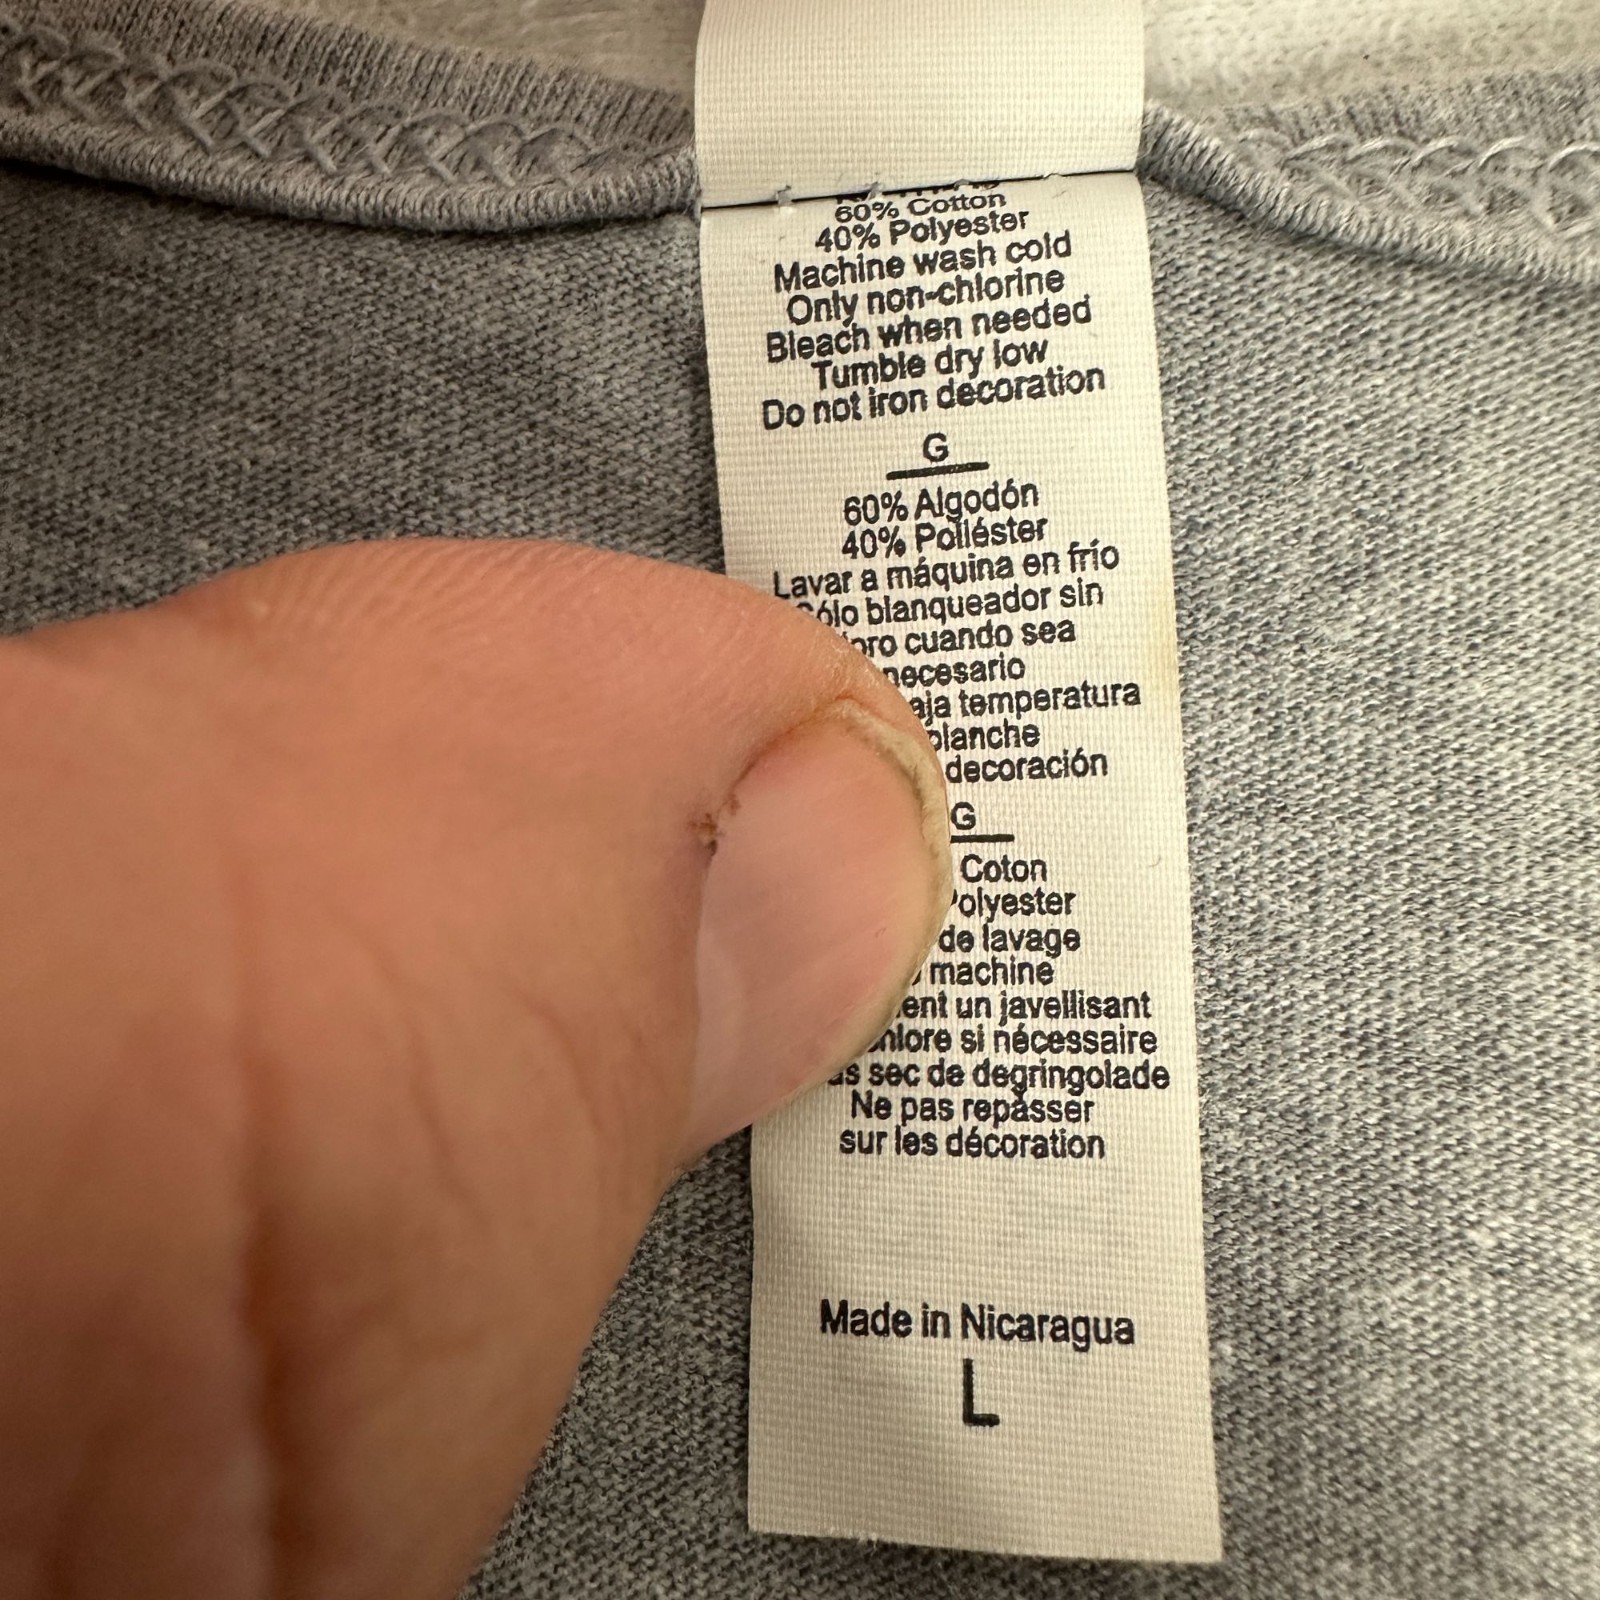 60% Cotton
40% Polyester
Machine wash cold
Only non-chlorine
Bleach when needed
Tumble dry low
Do not iron decoration
G
60% Algodón
40% Poliéster
Lavar a máquina en frío
blanqueador sin
cuando sea
necesario
temperatura
planche
decoración
G
Coton
Polyester
de lavage
machine
un javellisant
si nécessaire
sec de degringolade
Ne pas repasser
sur les décoration
Made in Nicaragua
L